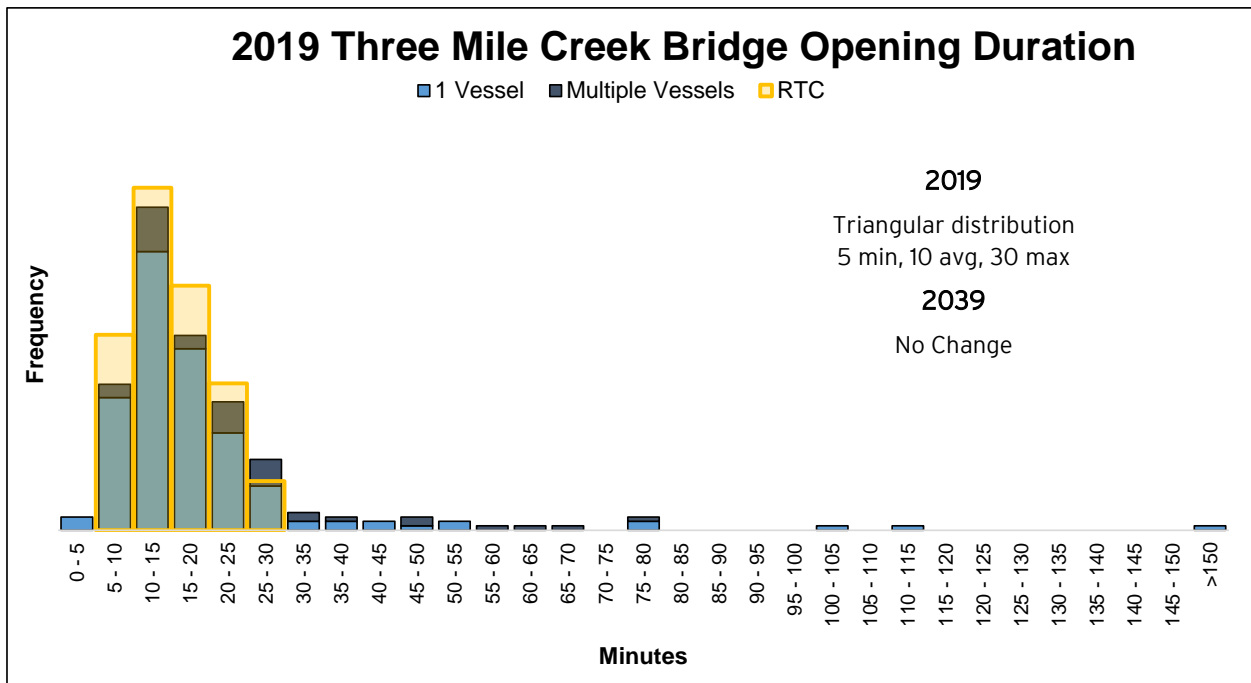 2019 Three Mile Creek Bridge Opening Duration
1 Vessel Multiple Vessels RTC
2019
Triangular distribution
5 min, 10 avg, 30 max
2039
No Change
Frequency
0 - 5
5 - 10
10 - 15
15 - 20
20 - 25
25 - 30
30 - 35
35 - 40
40 - 45
45 - 50
50 - 55
55 - 60
60 - 65
65 - 70
70 - 75
75 - 80
80 - 85
85 - 90
90 - 95
95 - 100
100 - 105
105 - 110
110 - 115
115 - 120
120 - 125
125 - 130
130 - 135
135 - 140
140 - 145
145 - 150
>150
Minutes